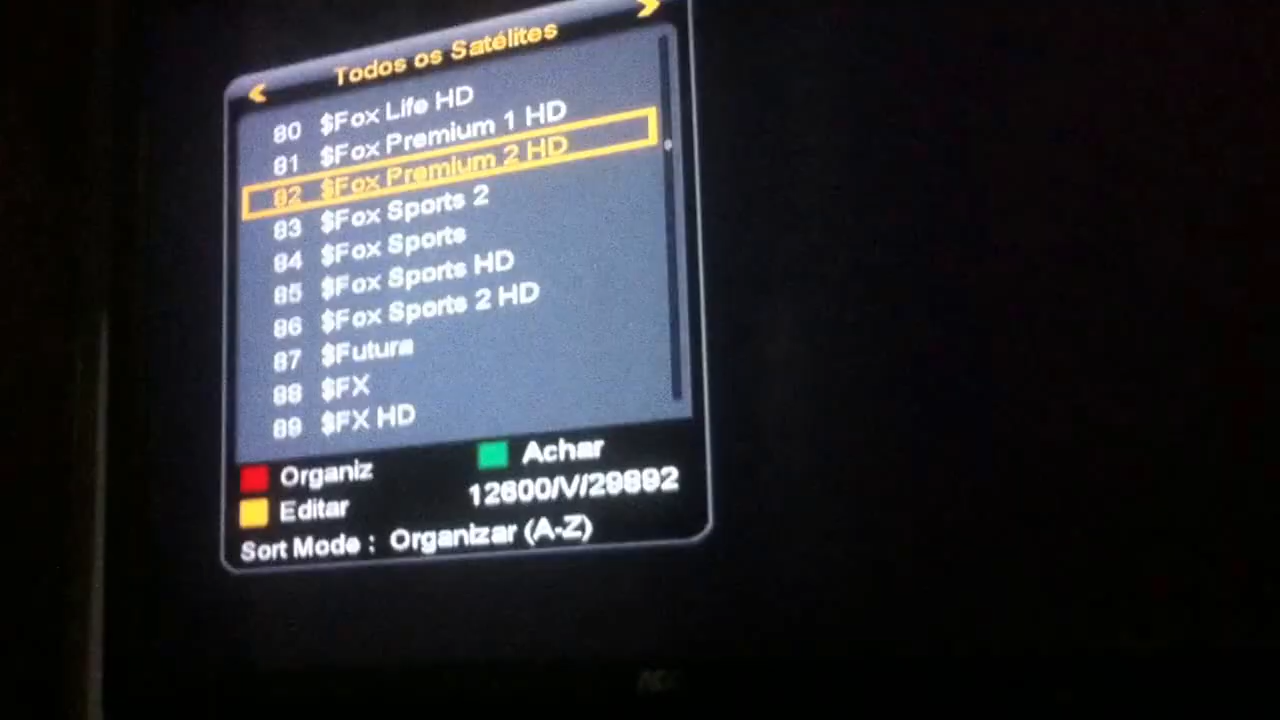 < Todos os Satélites >
80 $Fox Life HD
81 $Fox Premium 1 HD
82 $Fox Premium 2 HD
83 $Fox Sports 2
84 $Fox Sports
85 $Fox Sports HD
86 $Fox Sports 2 HD
87 $Futura
88 $FX
89 $FX HD
Organiz Achar
Editar 12600/V/29892
Sort Mode : Organizar (A-Z)